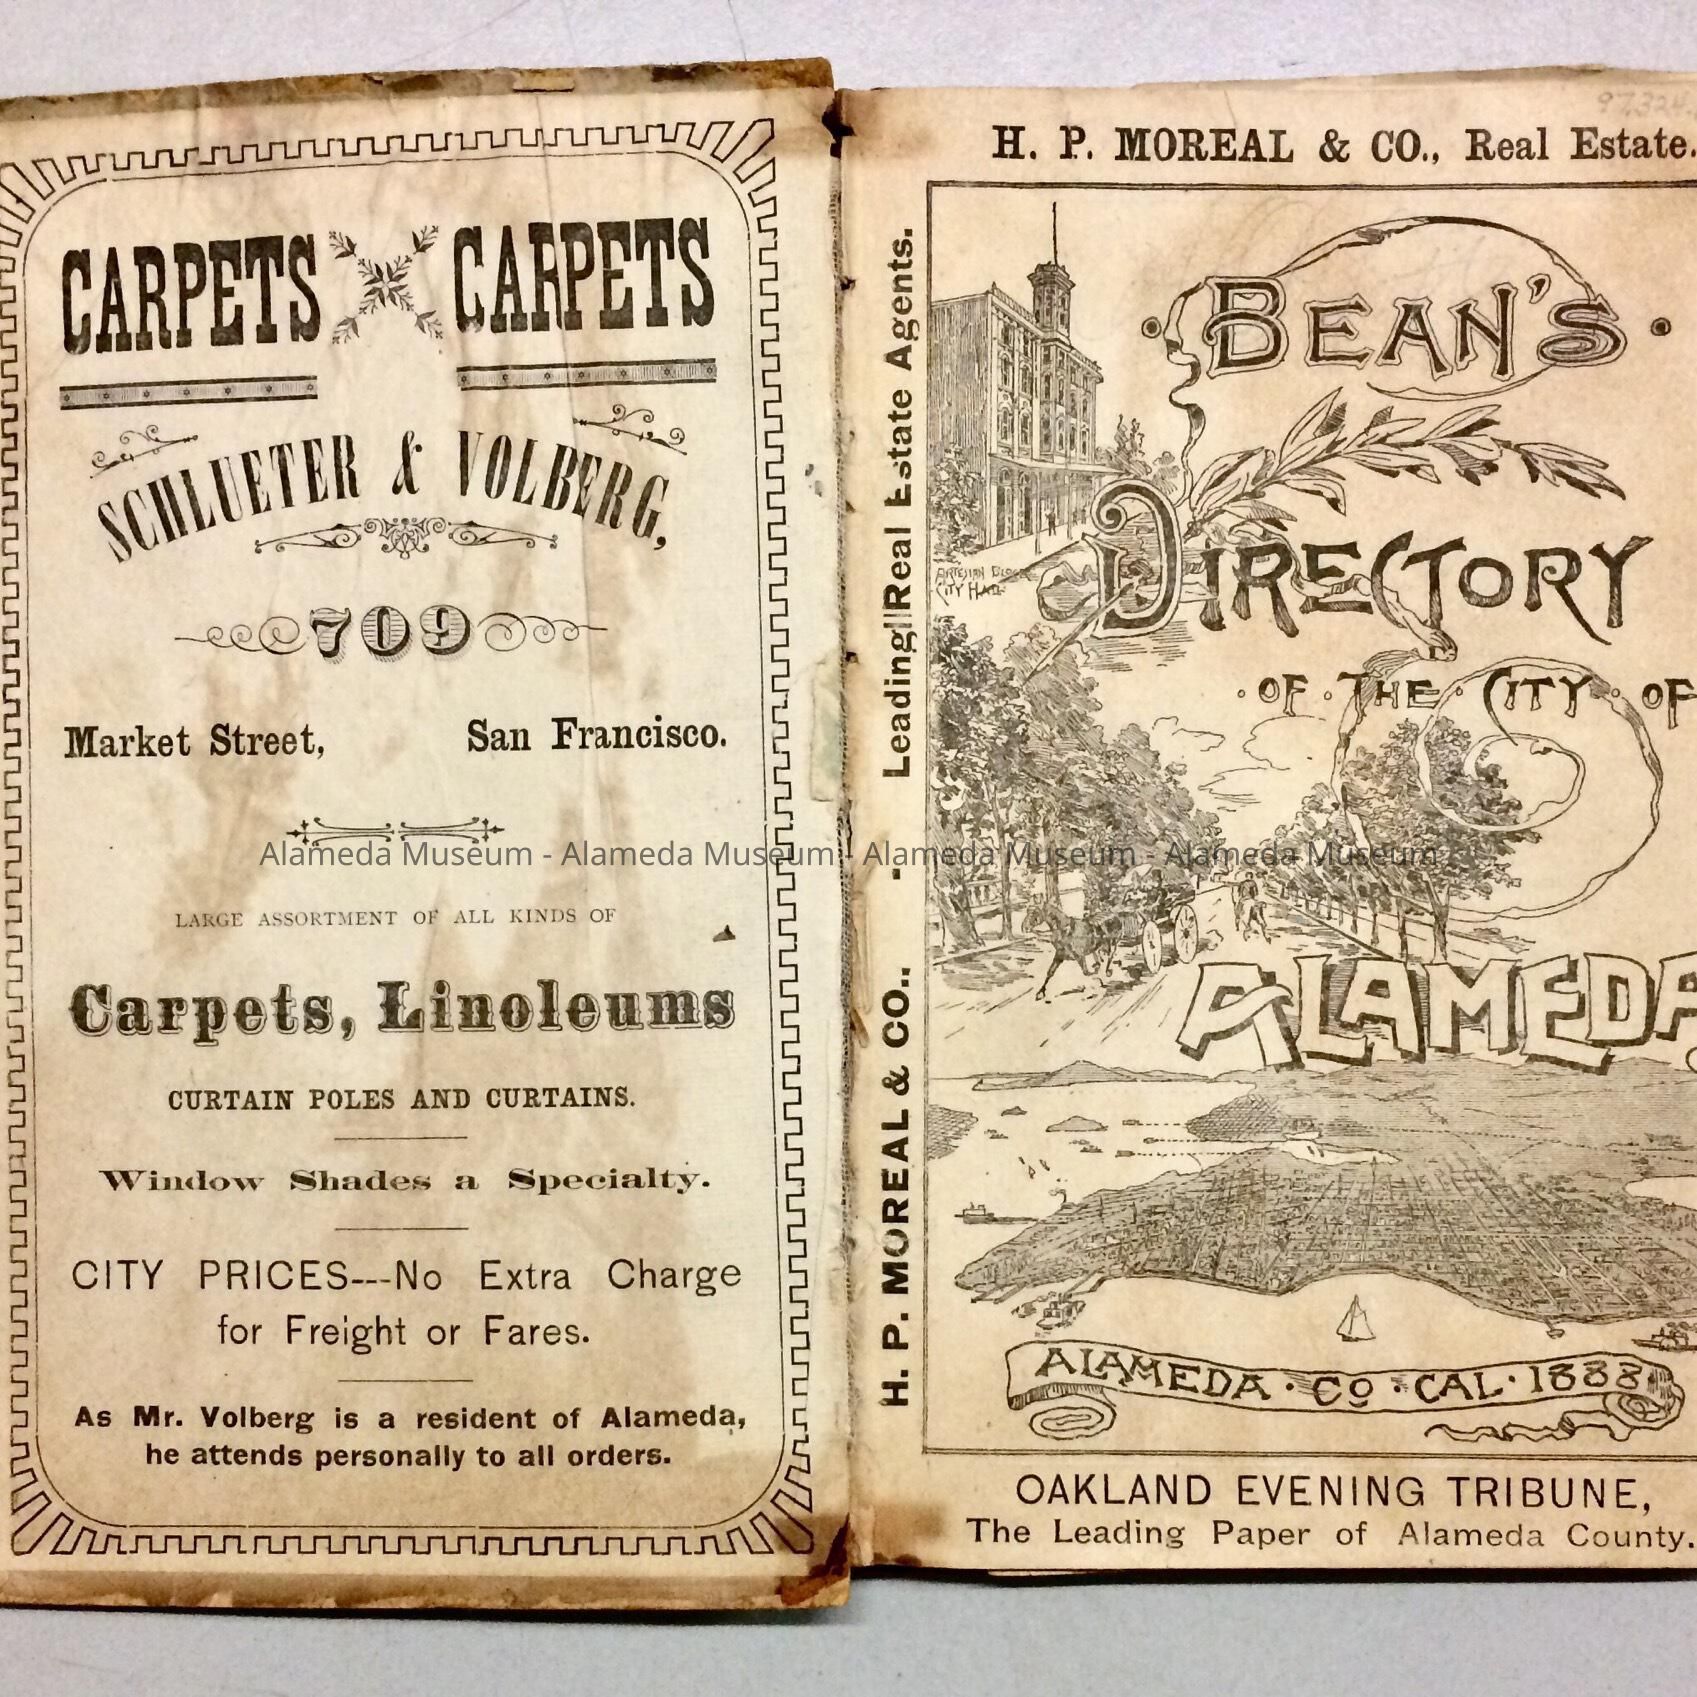 CARPETS CARPETS
SCHLUETER & VOLBERG,
709
Market Street, San Francisco.
LARGE ASSORTMENT OF ALL KINDS OF
Carpets, Linoleums
CURTAIN POLES AND CURTAINS.
Window Shades a Specialty.
CITY PRICES---No Extra Charge
for Freight or Fares.
As Mr. Volberg is a resident of Alameda,
he attends personally to all orders.
H. P. MOREAL & CO., Real Estate.
H. P. MOREAL & CO.. - Leading Real Estate Agents.
BEAN'S
DIRECTORY
OF THE CITY OF
ALAMEDA
ARTESIAN
CITY HALL
ALAMEDA · Co · CAL · 1888
OAKLAND EVENING TRIBUNE,
The Leading Paper of Alameda County.
Alameda Museum - Alameda Museum - Alameda Museum - Alameda Museum